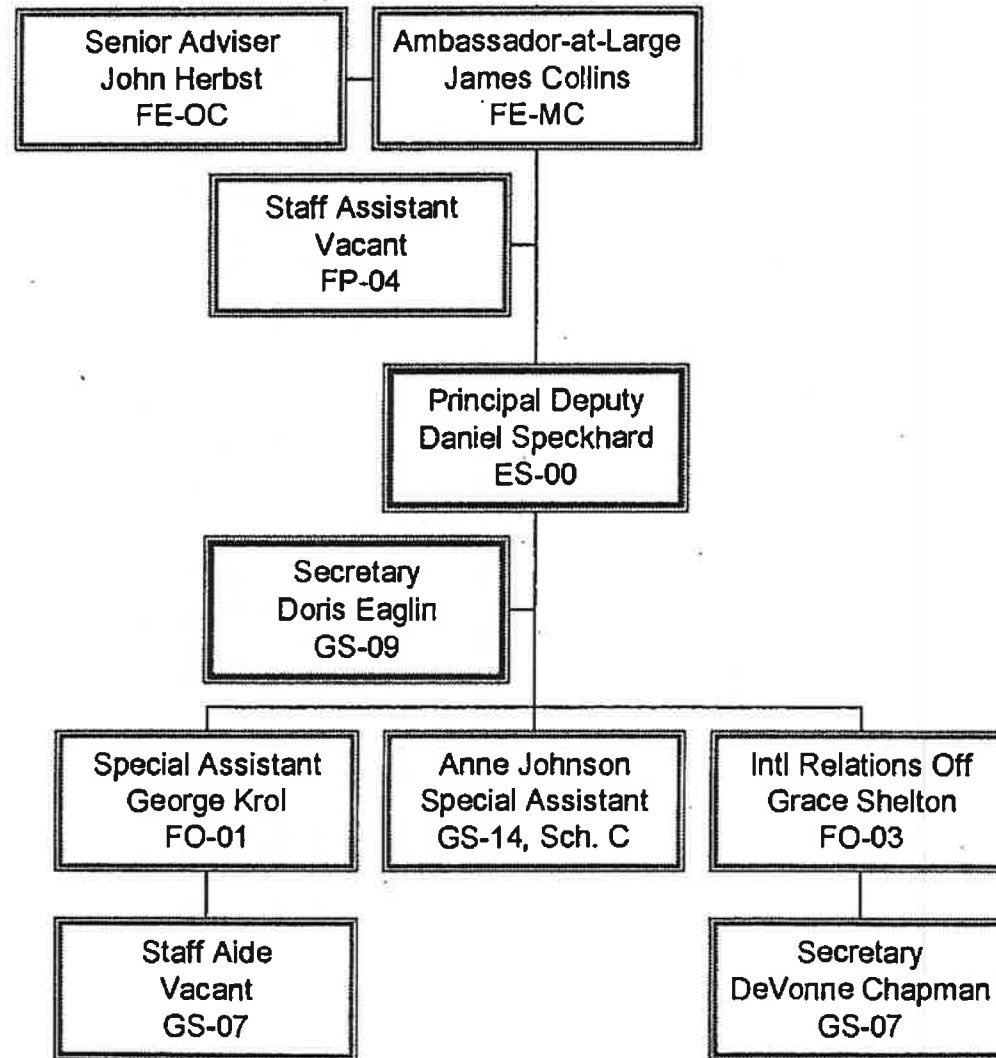 Senior Adviser
John Herbst
FE-OC
Ambassador-at-Large
James Collins
FE-MC
Staff Assistant
Vacant
FP-04
Principal Deputy
Daniel Speckhard
ES-00
Secretary
Doris Eaglin
GS-09
Special Assistant
George Krol
FO-01
Anne Johnson
Special Assistant
GS-14, Sch. C
Intl Relations Off
Grace Shelton
FO-03
Staff Aide
Vacant
GS-07
Secretary
DeVonne Chapman
GS-07